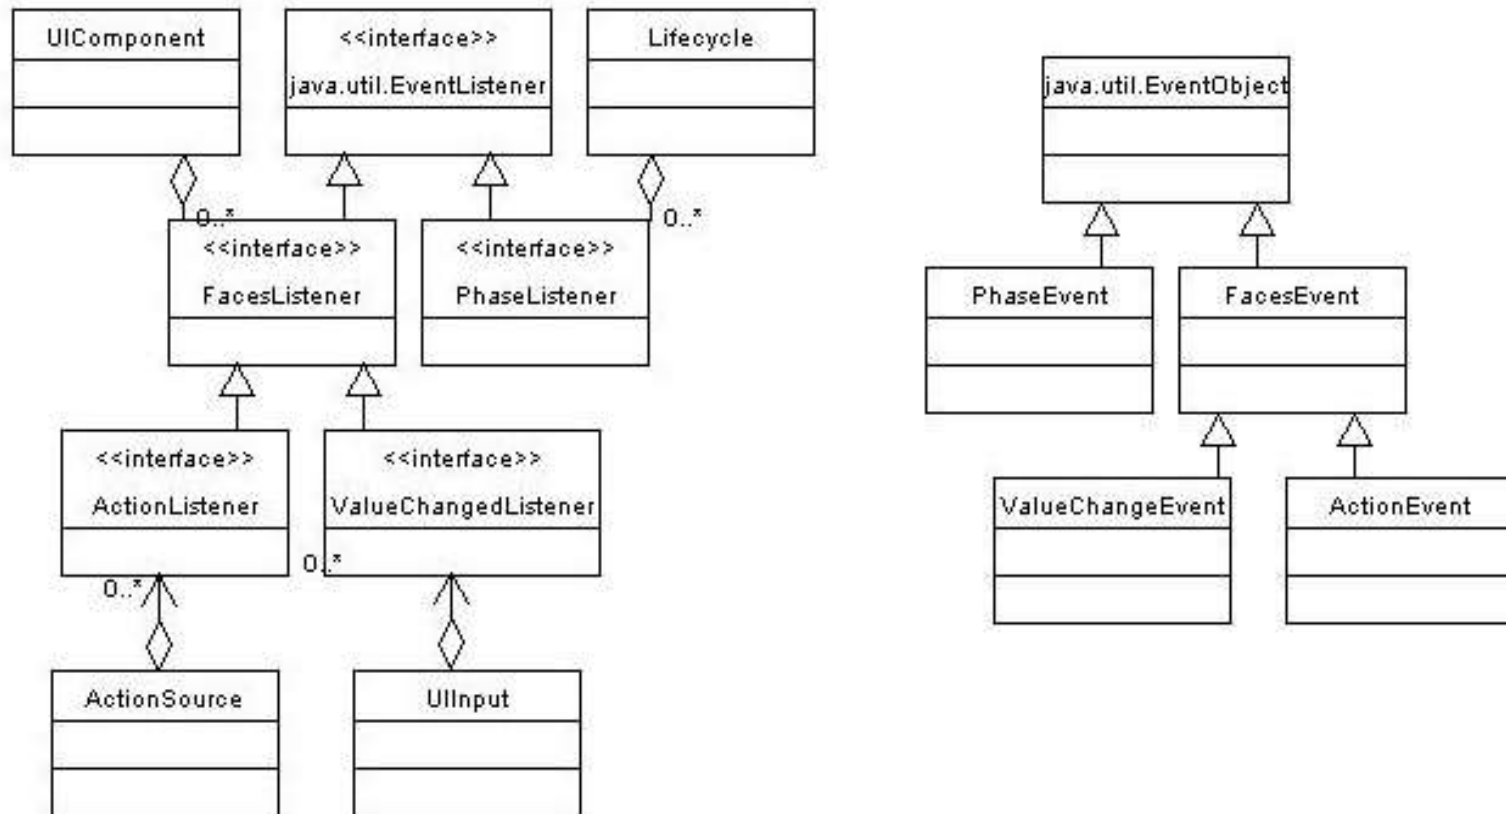 UIComponent
<<interface>>
java.util.EventListener
Lifecycle
java.util.EventObject
0..*
0..*
<<interface>>
FacesListener
<<interface>>
PhaseListener
PhaseEvent
FacesEvent
<<interface>>
ActionListener
<<interface>>
ValueChangedListener
ValueChangeEvent
ActionEvent
0..*
0..*
ActionSource
UIInput